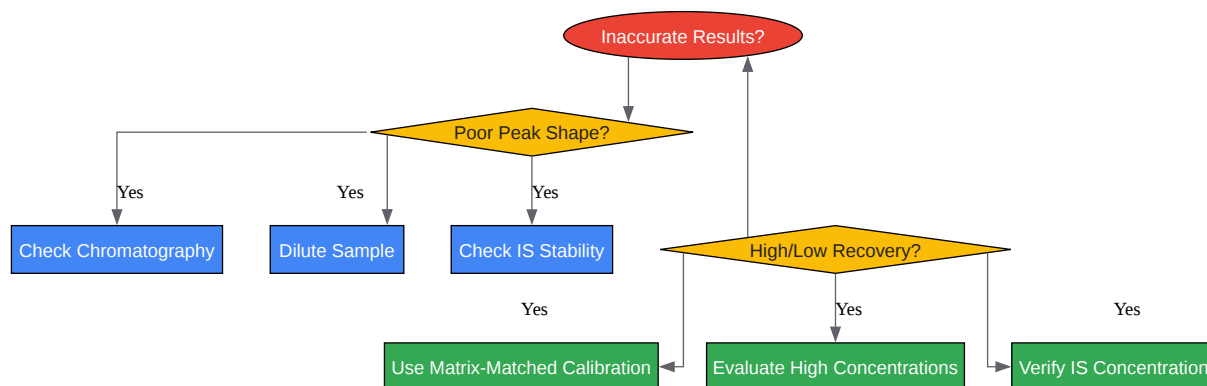 Inaccurate Results?
Poor Peak Shape?
Yes
Yes
Yes
Check Chromatography
Dilute Sample
Check IS Stability
High/Low Recovery?
Yes
Yes
Yes
Use Matrix-Matched Calibration
Evaluate High Concentrations
Verify IS Concentration